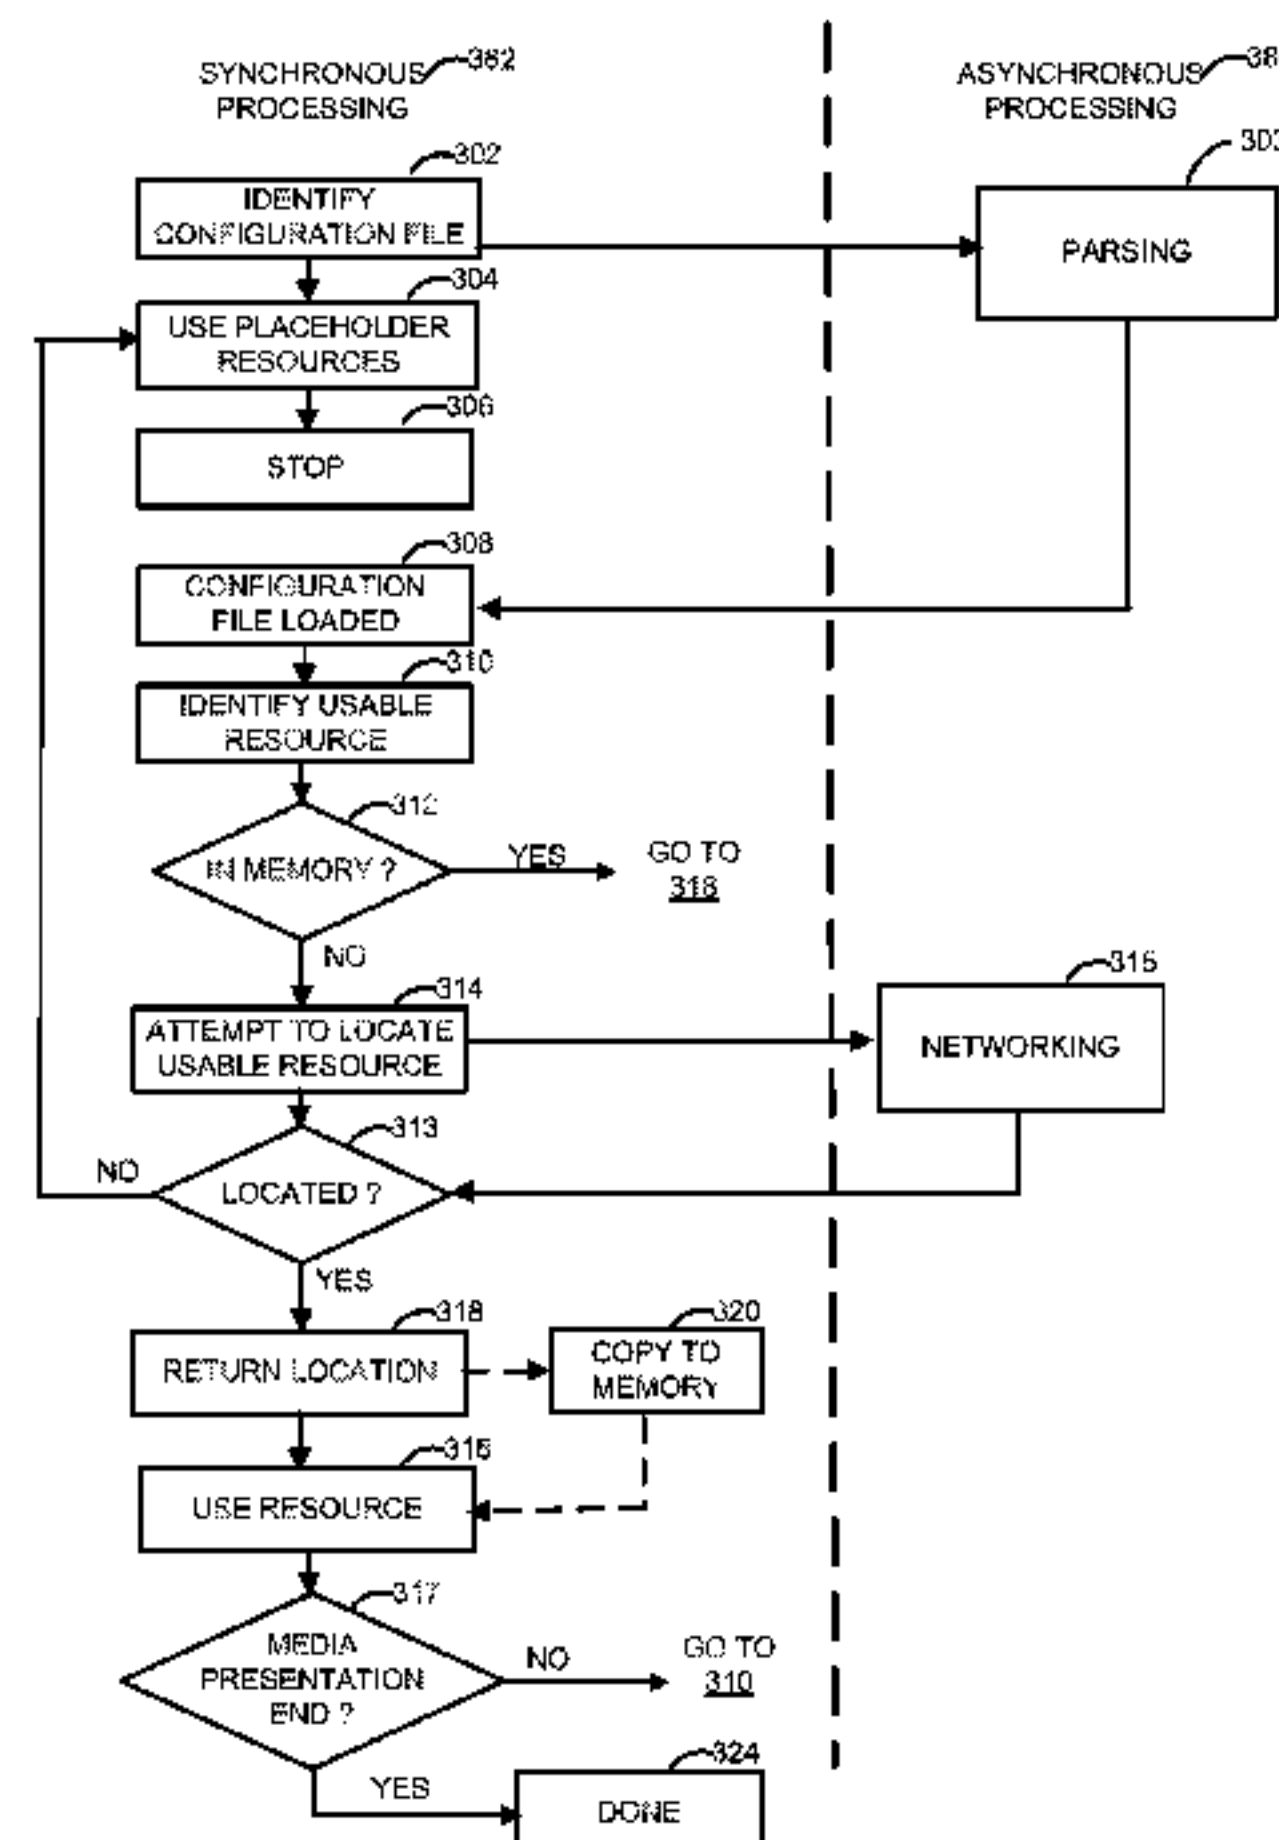 SYNCHRONOUS
PROCESSING
362
ASYNCHRONOUS
PROCESSING
302
IDENTIFY
CONFIGURATION FILE
PARSING
304
USE PLACEHOLDER
RESOURCES
306
STOP
308
CONFIGURATION
FILE LOADED
310
IDENTIFY USABLE
RESOURCE
312
IN MEMORY ?
YES
GO TO
318
NO
314
ATTEMPT TO LOCATE
USABLE RESOURCE
NETWORKING
313
LOCATED ?
NO
YES
318
RETURN LOCATION
320
COPY TO
MEMORY
USE RESOURCE
317
MEDIA
PRESENTATION
END ?
NO
GO TO
310
YES
324
DONE